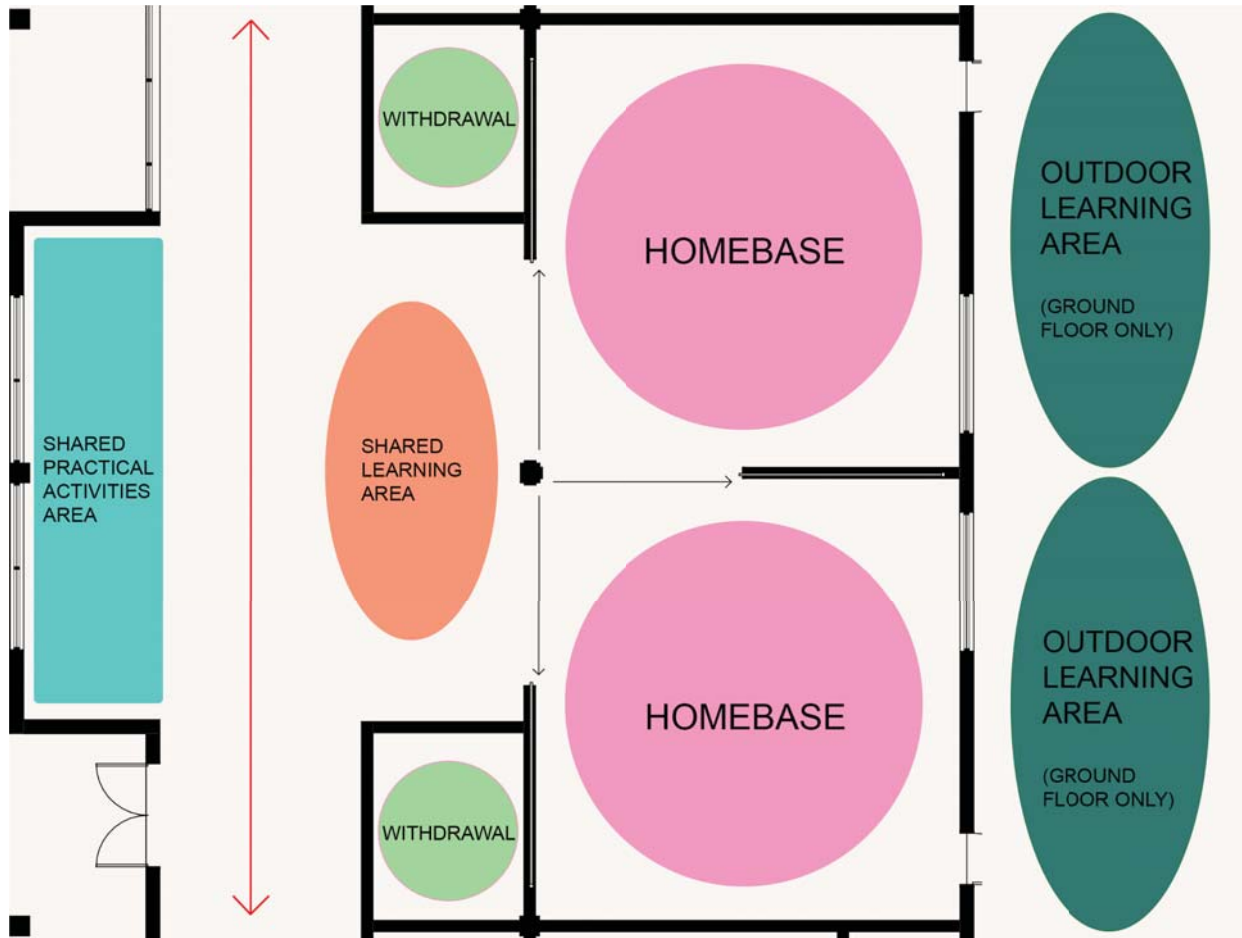 WITHDRAWAL
HOMEBASE
OUTDOOR
LEARNING
AREA
(GROUND
FLOOR ONLY)
SHARED
PRACTICAL
ACTIVITIES
AREA
SHARED
LEARNING
AREA
WITHDRAWAL
HOMEBASE
OUTDOOR
LEARNING
AREA
(GROUND
FLOOR ONLY)